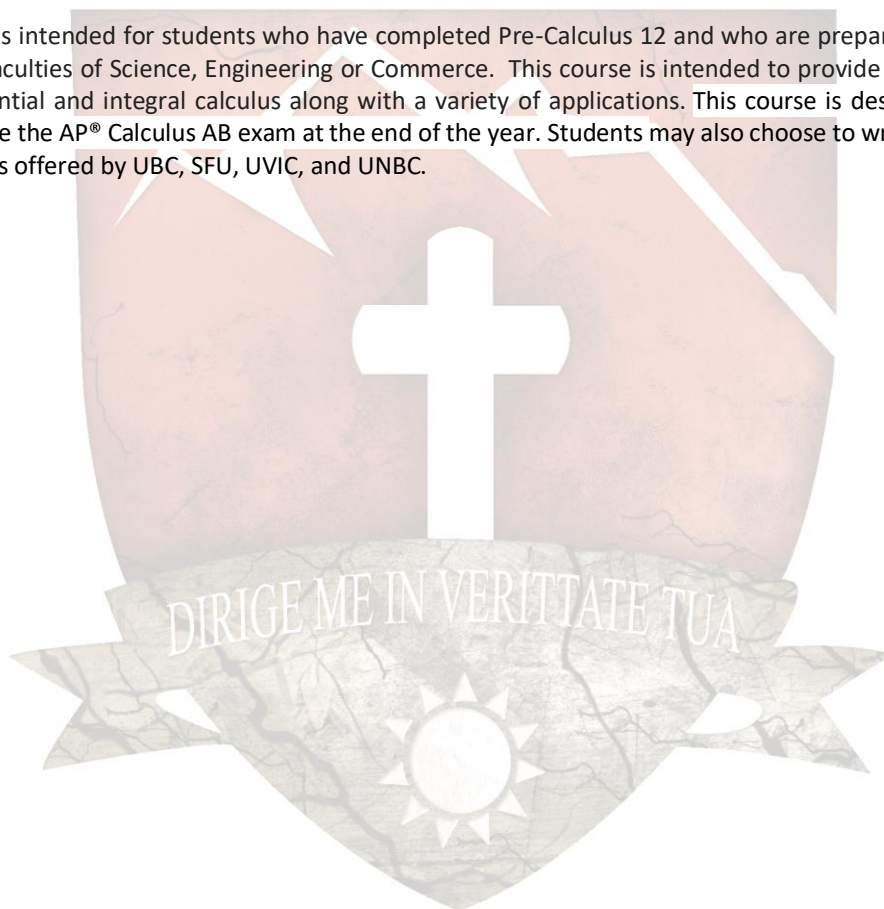 s intended for students who have completed Pre-Calculus 12 and who are prepar
aculties of Science, Engineering or Commerce. This course is intended to provide
ntial and integral calculus along with a variety of applications. This course is des
e the AP® Calculus AB exam at the end of the year. Students may also choose to wr
s offered by UBC, SFU, UVIC, and UNBC.
DIRIGE ME IN VERITTATE TUA